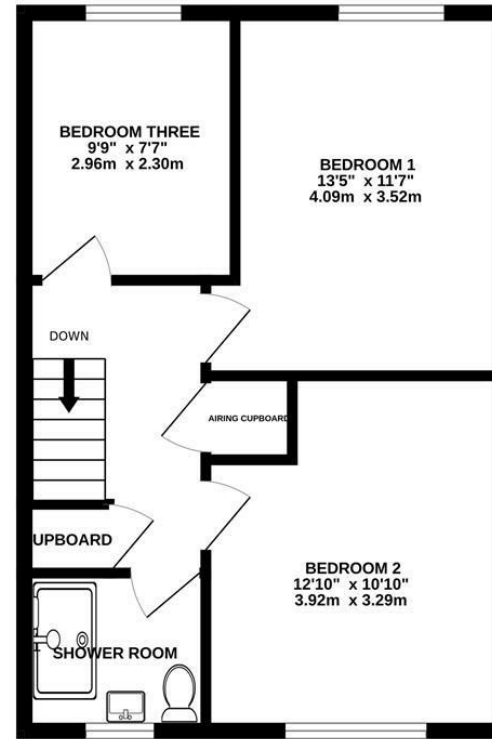 BEDROOM THREE
9'9" x 7'7"
2.96m x 2.30m
BEDROOM 1
13'5" x 11'7"
4.09m x 3.52m
DOWN
AIRING CUPBOARD
UPBOARD
BEDROOM 2
12'10" x 10'10"
3.92m x 3.29m
SHOWER ROOM